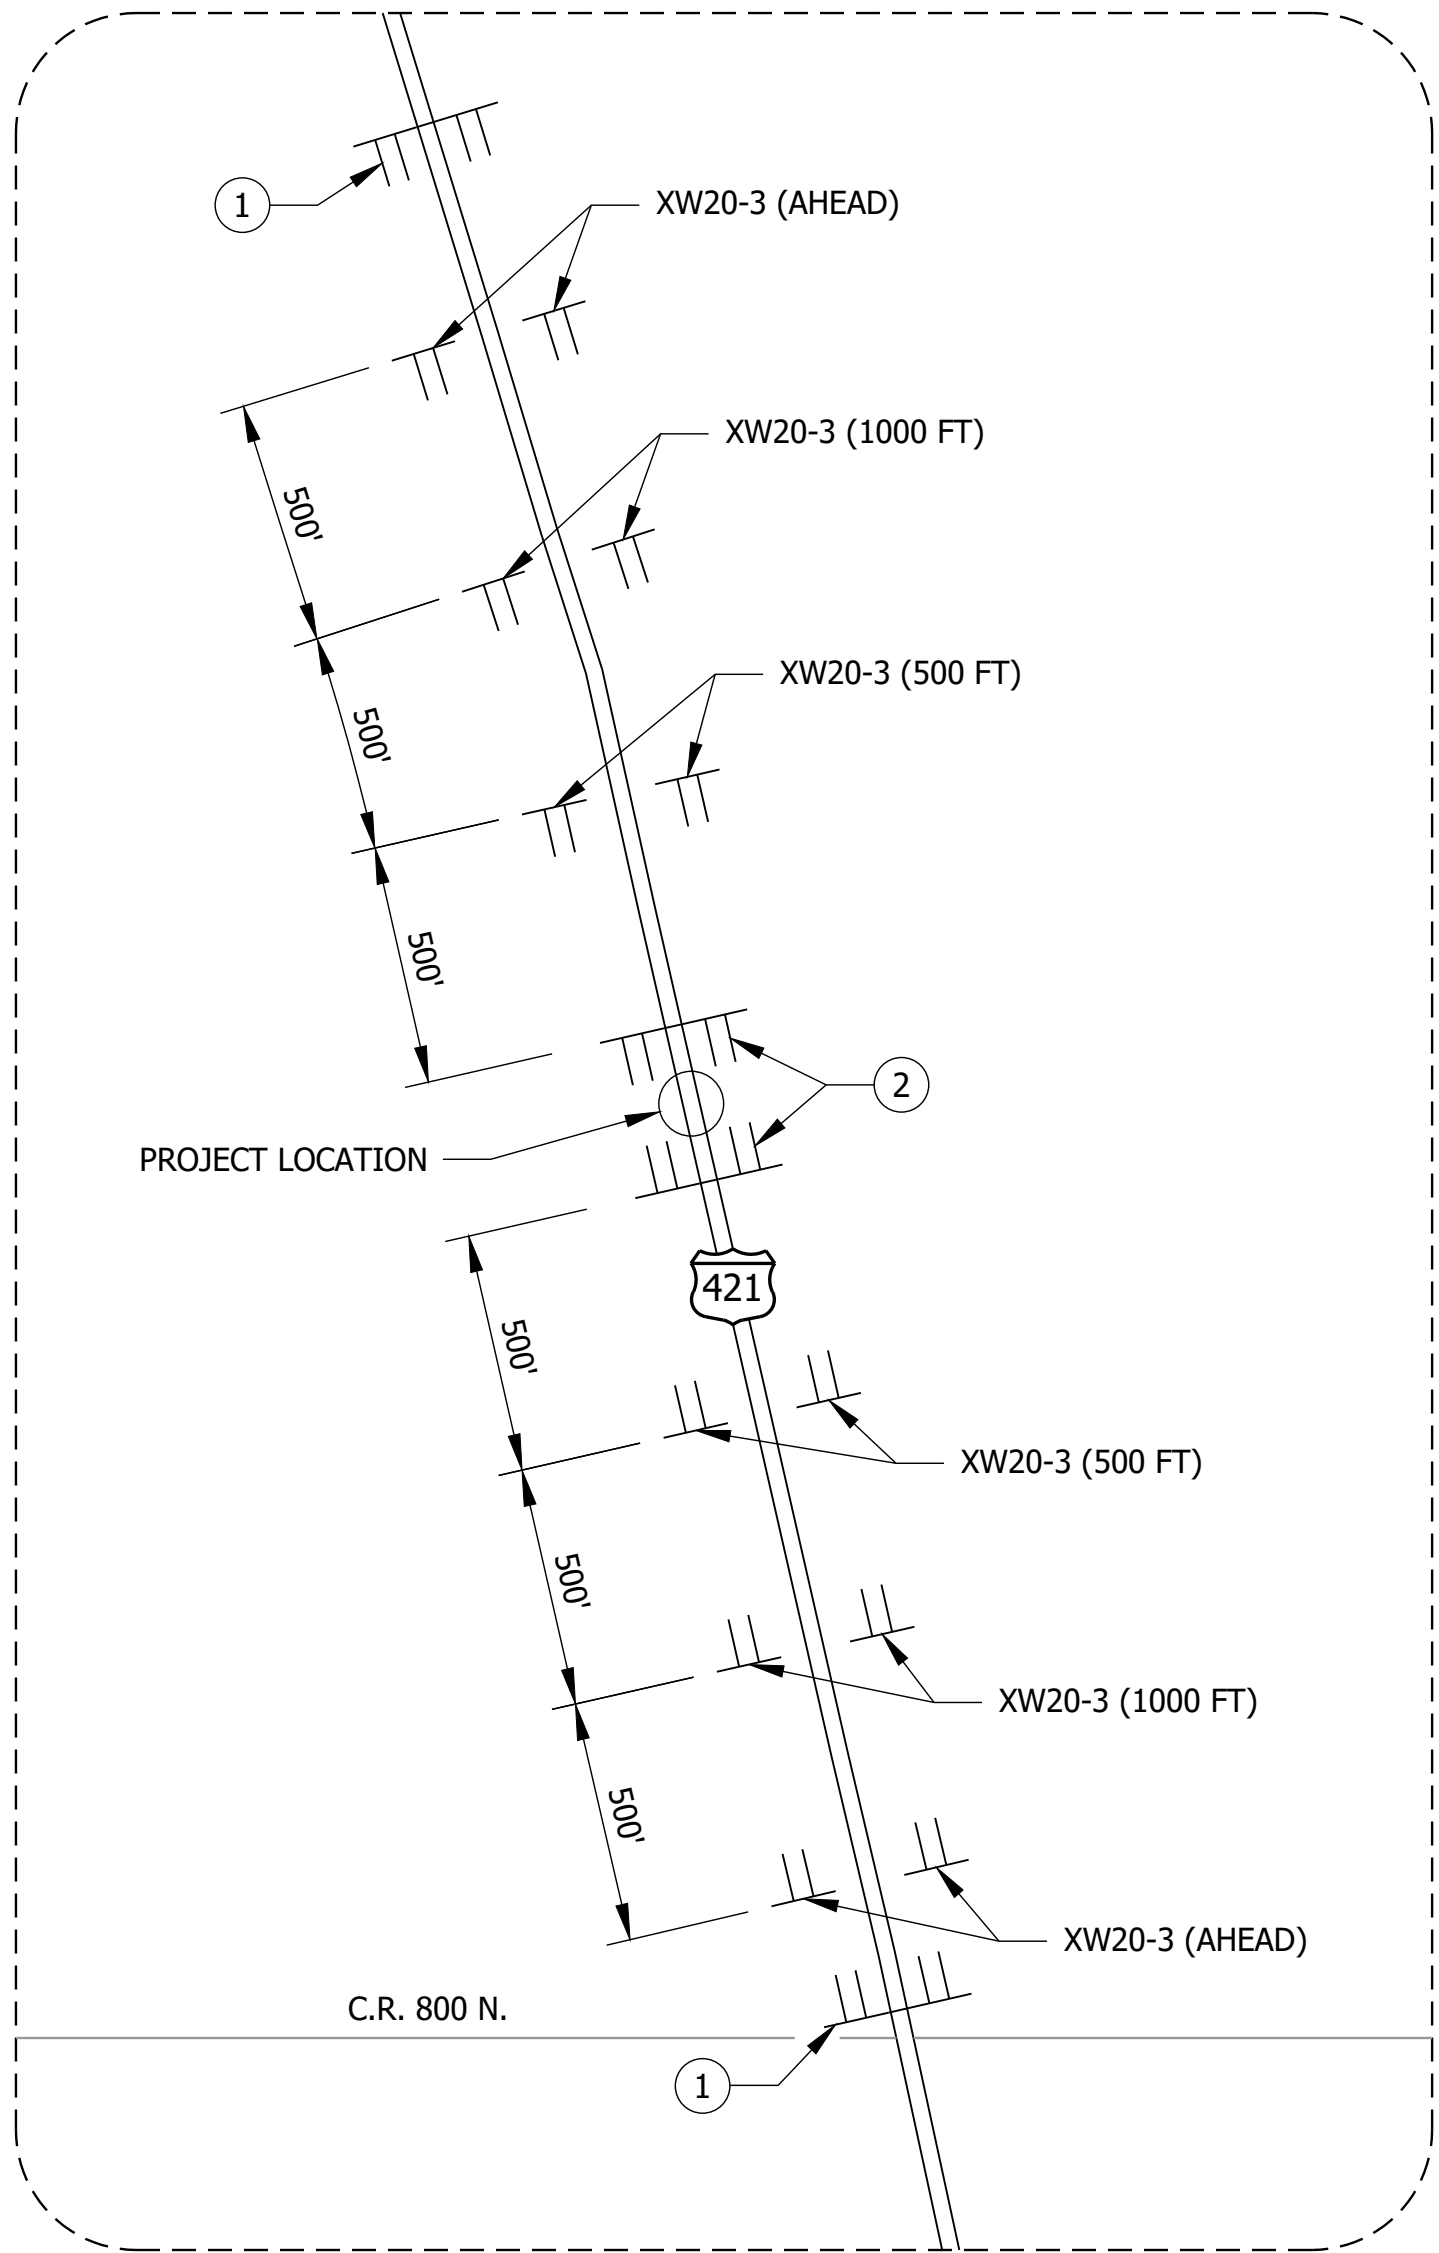 1
XW20-3 (AHEAD)
XW20-3 (1000 FT)
500'
XW20-3 (500 FT)
500'
500'
2
PROJECT LOCATION
421
500'
XW20-3 (500 FT)
500'
XW20-3 (1000 FT)
500'
XW20-3 (AHEAD)
C.R. 800 N.
1